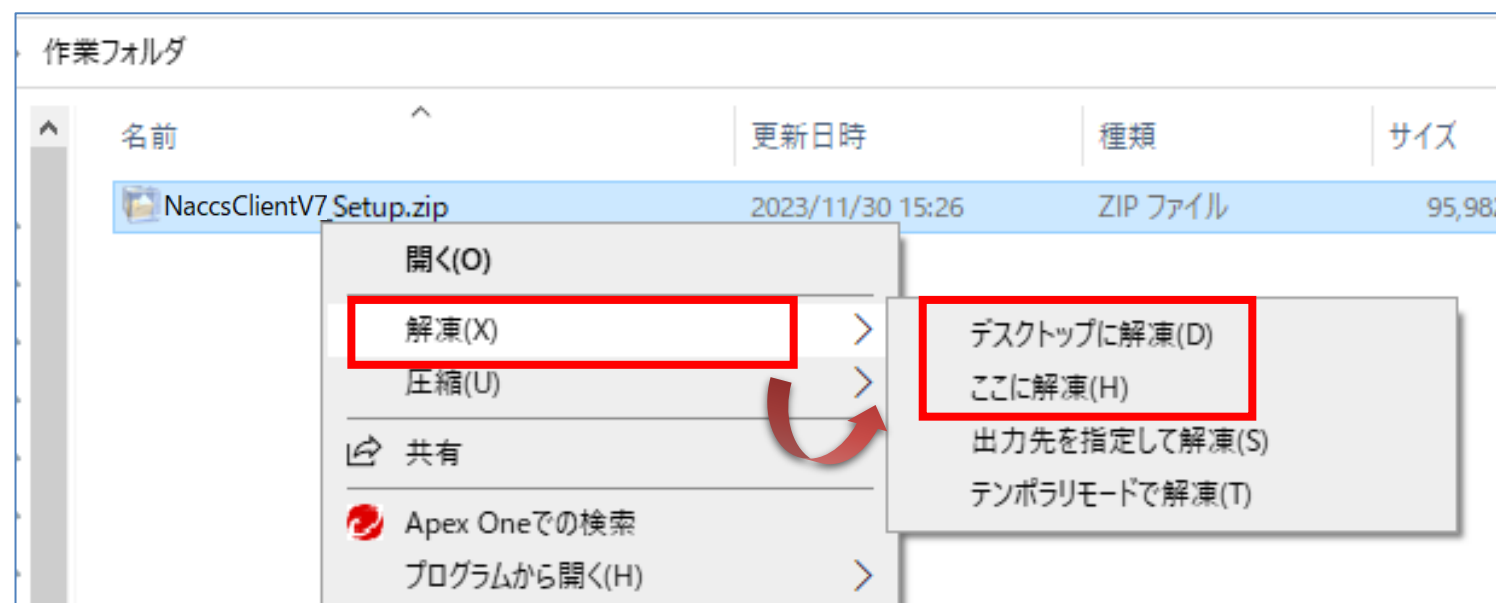 作業フォルダ
名前 更新日時 種類 サイズ
NaccsClientV7_Setup.zip 2023/11/30 15:26 ZIP ファイル 95,982
開く(O)
解凍(X)
圧縮(U)
共有
Apex Oneでの検索
プログラムから開く(H)
デスクトップに解凍(D)
ここに解凍(H)
出力先を指定して解凍(S)
テンポラリモードで解凍(T)